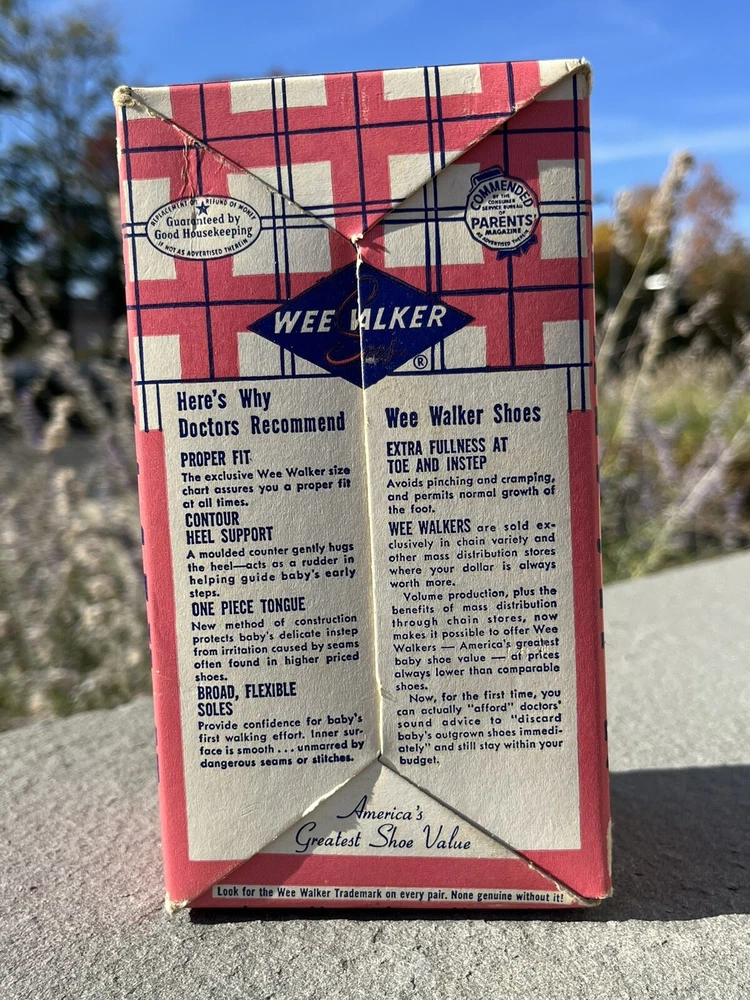 REPLACEMENT OR REFUND OF MONEY
Guaranteed by
Good Housekeeping
IF NOT AS ADVERTISED THEREIN
COMMENDED
BY THE
CONSUMER
SERVICE BUREAU
OF
PARENTS'
MAGAZINE
AS ADVERTISED THEREIN
WEE WALKER
®
Here's Why
Doctors Recommend
PROPER FIT
The exclusive Wee Walker size
chart assures you a proper fit
at all times.
CONTOUR
HEEL SUPPORT
A moulded counter gently hugs
the heel—acts as a rudder in
helping guide baby's early
steps.
ONE PIECE TONGUE
New method of construction
protects baby's delicate instep
from irritation caused by seams
often found in higher priced
shoes.
BROAD, FLEXIBLE
SOLES
Provide confidence for baby's
first walking effort. Inner sur-
face is smooth . . . unmarred by
dangerous seams or stitches.
Wee Walker Shoes
EXTRA FULLNESS AT
TOE AND INSTEP
Avoids pinching and cramping,
and permits normal growth of
the foot.
WEE WALKERS are sold ex-
clusively in chain variety and
other mass distribution stores
where your dollar is always
worth more.
Volume production, plus the
benefits of mass distribution
through chain stores, now
makes it possible to offer Wee
Walkers — America's greatest
baby shoe value — at prices
always lower than comparable
shoes.
Now, for the first time, you
can actually "afford" doctors'
sound advice to "discard
baby's outgrown shoes immedi-
ately" and still stay within your
budget.
America's
Greatest Shoe Value
Look for the Wee Walker Trademark on every pair. None genuine without it!